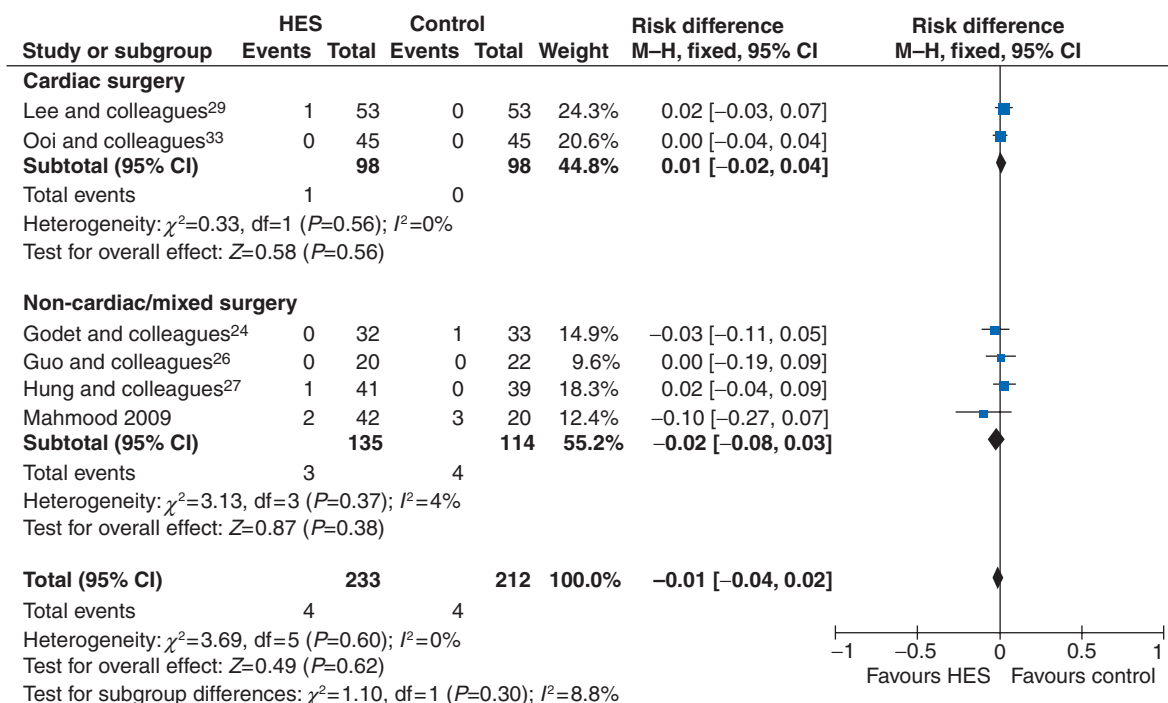 HES Control Risk difference Risk difference
Study or subgroup Events Total Events Total Weight M–H, fixed, 95% CI M–H, fixed, 95% CI
Cardiac surgery
Lee and colleagues29 1 53 0 53 24.3% 0.02 [−0.03, 0.07]
Ooi and colleagues33 0 45 0 45 20.6% 0.00 [−0.04, 0.04]
Subtotal (95% CI) 98 98 44.8% 0.01 [−0.02, 0.04]
Total events 1 0
Heterogeneity: χ²=0.33, df=1 (P=0.56); I²=0%
Test for overall effect: Z=0.58 (P=0.56)
Non-cardiac/mixed surgery
Godet and colleagues24 0 32 1 33 14.9% −0.03 [−0.11, 0.05]
Guo and colleagues26 0 20 0 22 9.6% 0.00 [−0.19, 0.09]
Hung and colleagues27 1 41 0 39 18.3% 0.02 [−0.04, 0.09]
Mahmood 2009 2 42 3 20 12.4% −0.10 [−0.27, 0.07]
Subtotal (95% CI) 135 114 55.2% −0.02 [−0.08, 0.03]
Total events 3 4
Heterogeneity: χ²=3.13, df=3 (P=0.37); I²=4%
Test for overall effect: Z=0.87 (P=0.38)
Total (95% CI) 233 212 100.0% −0.01 [−0.04, 0.02]
Total events 4 4
Heterogeneity: χ²=3.69, df=5 (P=0.60); I²=0%
Test for overall effect: Z=0.49 (P=0.62)
Test for subgroup differences: χ²=1.10, df=1 (P=0.30); I²=8.8%
−1 −0.5 0 0.5 1
Favours HES Favours control